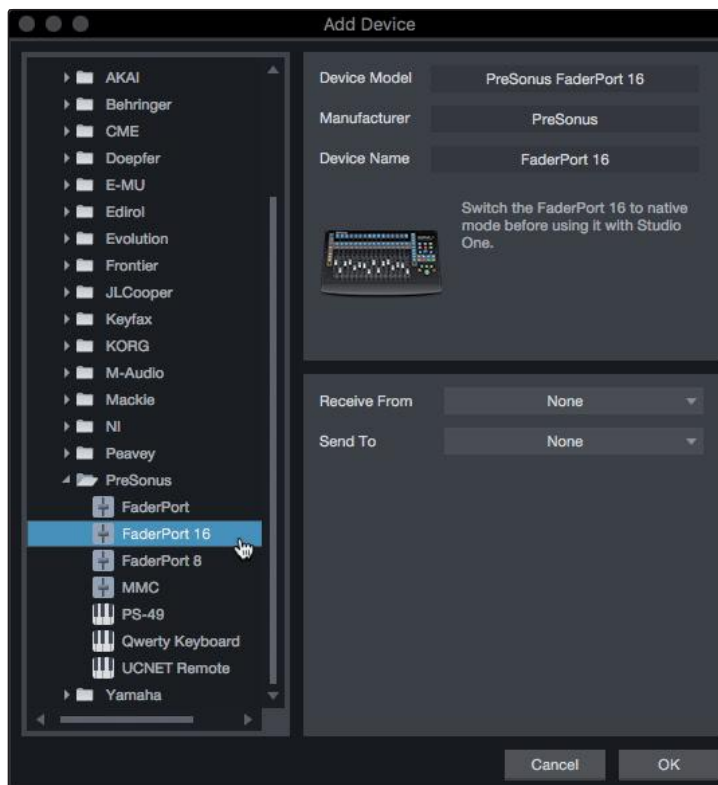 Add Device
AKAI
Behringer
CME
Doepfer
E-MU
Edirol
Evolution
Frontier
JLCooper
Keyfax
KORG
M-Audio
Mackie
NI
Peavey
PreSonus
FaderPort
FaderPort 16
FaderPort 8
MMC
PS-49
Qwerty Keyboard
UCNET Remote
Yamaha
Device Model PreSonus FaderPort 16
Manufacturer PreSonus
Device Name FaderPort 16
Switch the FaderPort 16 to native
mode before using it with Studio
One.
Receive From None
Send To None
Cancel OK